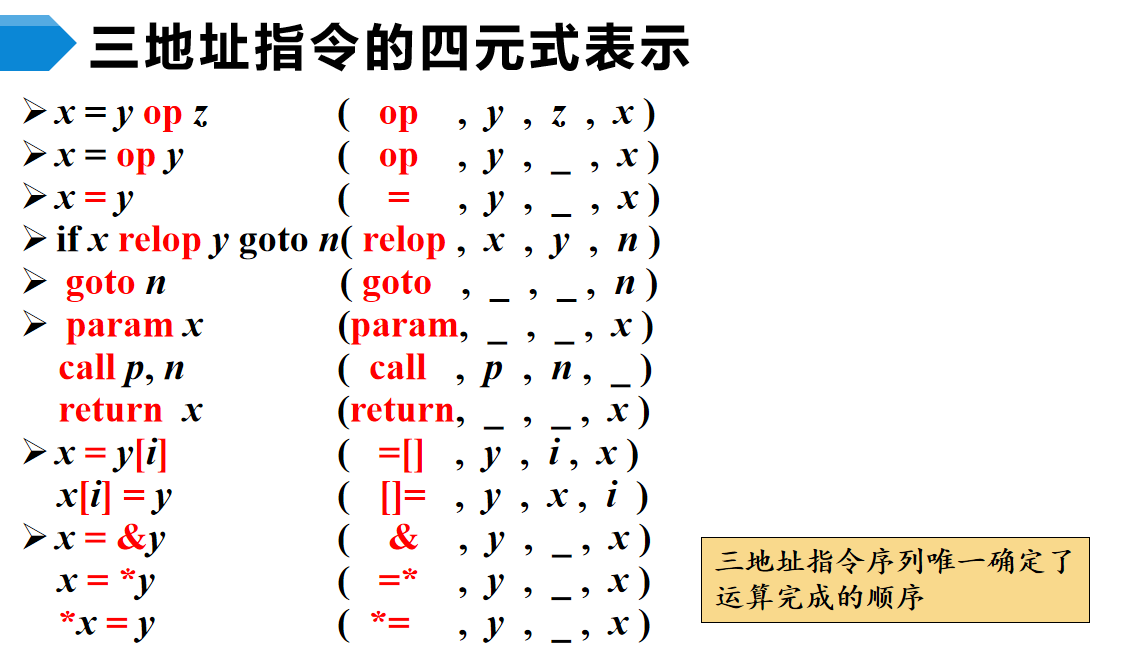 三地址指令的四元式表示
➢ x = y op z ( op , y , z , x )
➢ x = op y ( op , y , _ , x )
➢ x = y ( = , y , _ , x )
➢ if x relop y goto n ( relop , x , y , n )
➢ goto n ( goto , _ , _ , n )
➢ param x (param, _ , _ , x )
call p, n ( call , p , n , _ )
return x (return, _ , _ , x )
➢ x = y[i] ( =[] , y , i , x )
x[i] = y ( []= , y , x , i )
➢ x = &y ( & , y , _ , x )
x = *y ( =* , y , _ , x )
*x = y ( *= , y , _ , x )
三地址指令序列唯一确定了
运算完成的顺序